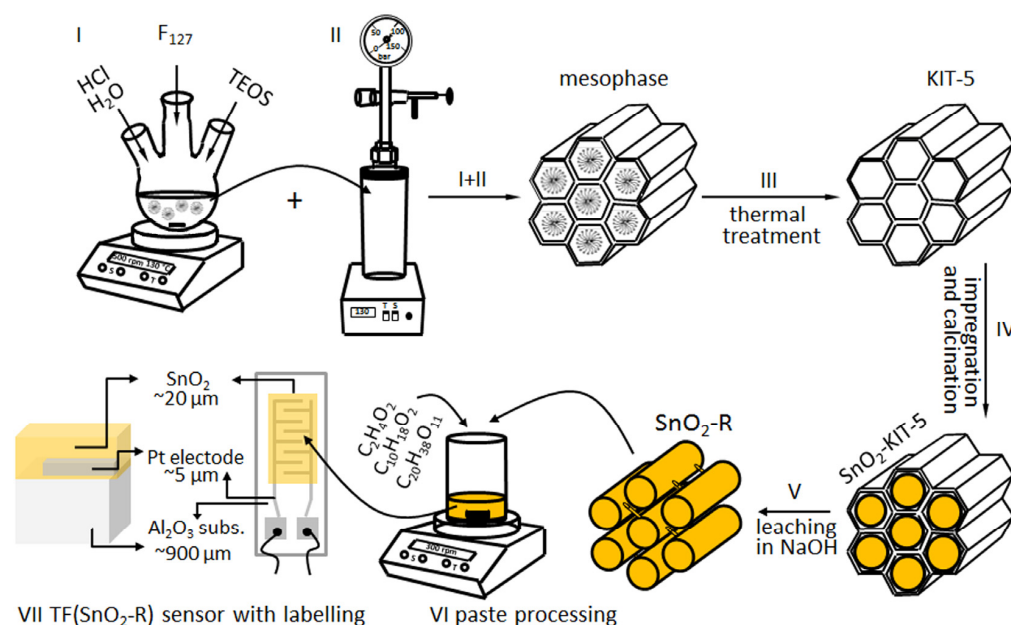 I
F₁₂₇
II
HCl
H₂O
TEOS
0 50 100 150
bar
500 rpm 130 °C
S T
+
T S
130
I+II
mesophase
III
thermal
treatment
KIT-5
impregnation
and calcination
IV
SnO₂-KIT-5
V
leaching
in NaOH
SnO₂-R
C₂H₄O₂
C₁₀H₁₈O₂
C₂₀H₃₈O₁₁
300 rpm
S T
VI paste processing
SnO₂
~20 µm
Pt electode
~5 µm
Al₂O₃ subs.
~900 µm
VII TF(SnO₂-R) sensor with labelling